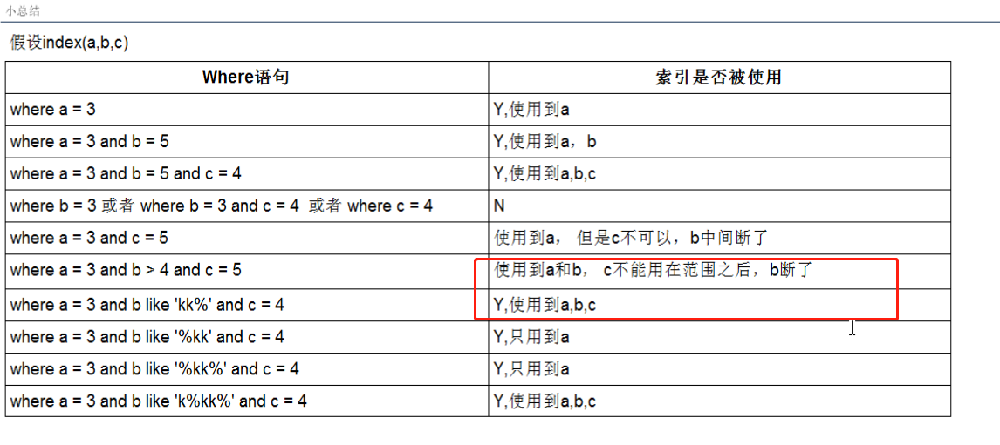 小总结
假设index(a,b,c)
Where语句 索引是否被使用
where a = 3 Y,使用到a
where a = 3 and b = 5 Y,使用到a，b
where a = 3 and b = 5 and c = 4 Y,使用到a,b,c
where b = 3 或者 where b = 3 and c = 4 或者 where c = 4 N
where a = 3 and c = 5 使用到a， 但是c不可以，b中间断了
where a = 3 and b > 4 and c = 5 使用到a和b， c不能用在范围之后，b断了
where a = 3 and b like 'kk%' and c = 4 Y,使用到a,b,c
where a = 3 and b like '%kk' and c = 4 Y,只用到a
where a = 3 and b like '%kk%' and c = 4 Y,只用到a
where a = 3 and b like 'k%kk%' and c = 4 Y,使用到a,b,c